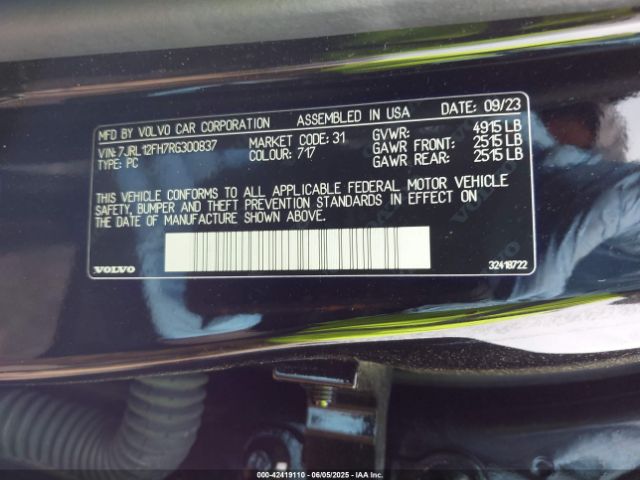 MFD BY VOLVO CAR CORPORATION ASSEMBLED IN USA DATE: 09/23
VIN: 7JRL12FH7RG300837 MARKET CODE: 31 GVWR: 4915 LB
TYPE: PC COLOUR: 717 GAWR FRONT: 2515 LB
GAWR REAR: 2515 LB
THIS VEHICLE CONFORMS TO ALL APPLICABLE FEDERAL MOTOR VEHICLE
SAFETY, BUMPER AND THEFT PREVENTION STANDARDS IN EFFECT ON
THE DATE OF MANUFACTURE SHOWN ABOVE.
VOLVO 32418722
000-42419110 - 06/05/2025 - IAA Inc.